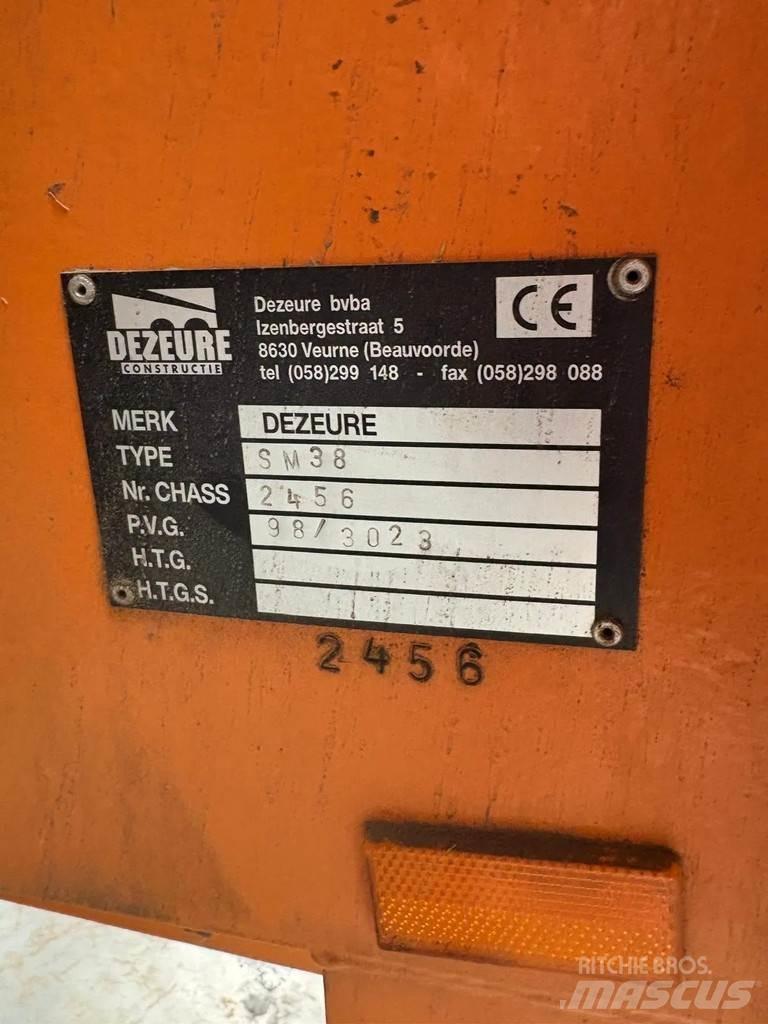 DEZEURE
CONSTRUCTIE
Dezeure bvba
Izenbergestraat 5
8630 Veurne (Beauvoorde)
tel (058)299 148 - fax (058)298 088
CE
MERK DEZEURE
TYPE SM38
Nr. CHASS 2456
P.V.G. 98/3023
H.T.G.
H.T.G.S.
2456
RITCHIE BROS.
MASCUS